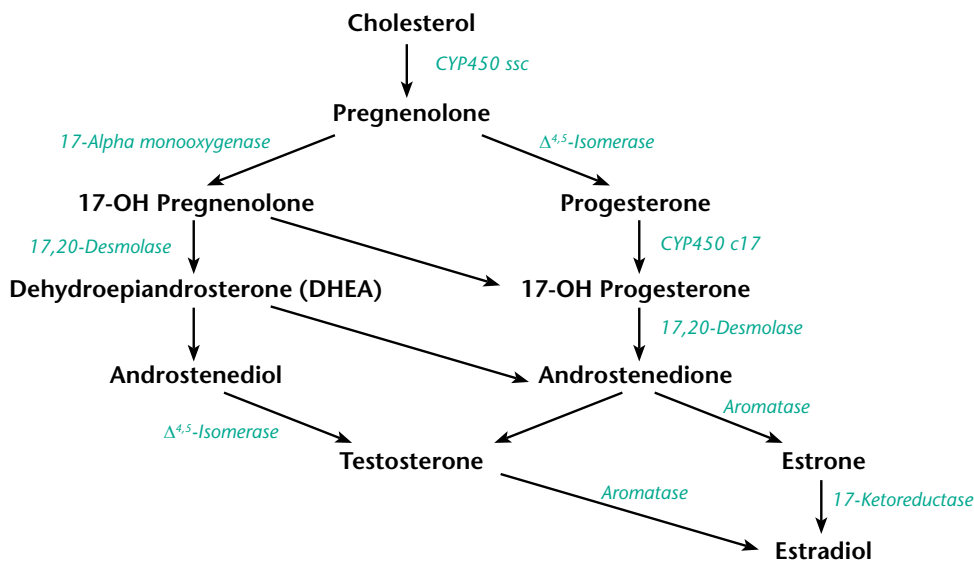 Cholesterol
CYP450 ssc
Pregnenolone
17-Alpha monooxygenase
Δ4,5-Isomerase
17-OH Pregnenolone
Progesterone
17,20-Desmolase
CYP450 c17
Dehydroepiandrosterone (DHEA)
17-OH Progesterone
17,20-Desmolase
Androstenediol
Androstenedione
Aromatase
Δ4,5-Isomerase
Testosterone
Estrone
Aromatase
17-Ketoreductase
Estradiol